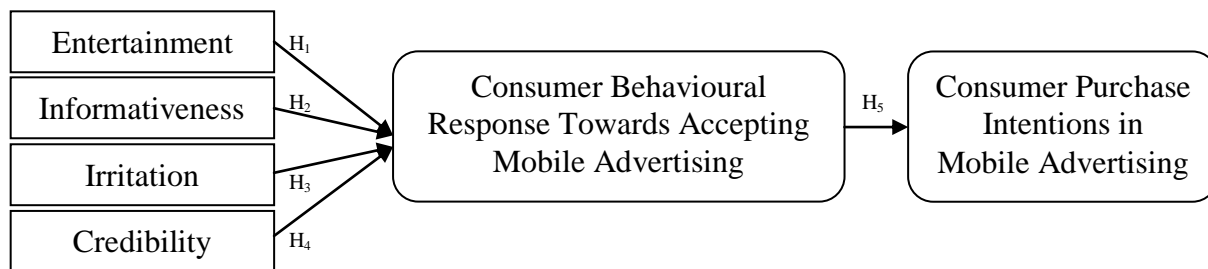 Entertainment
H1
Informativeness
H2
Irritation
H3
Credibility
H4
Consumer Behavioural
Response Towards Accepting
Mobile Advertising
H5
Consumer Purchase
Intentions in
Mobile Advertising